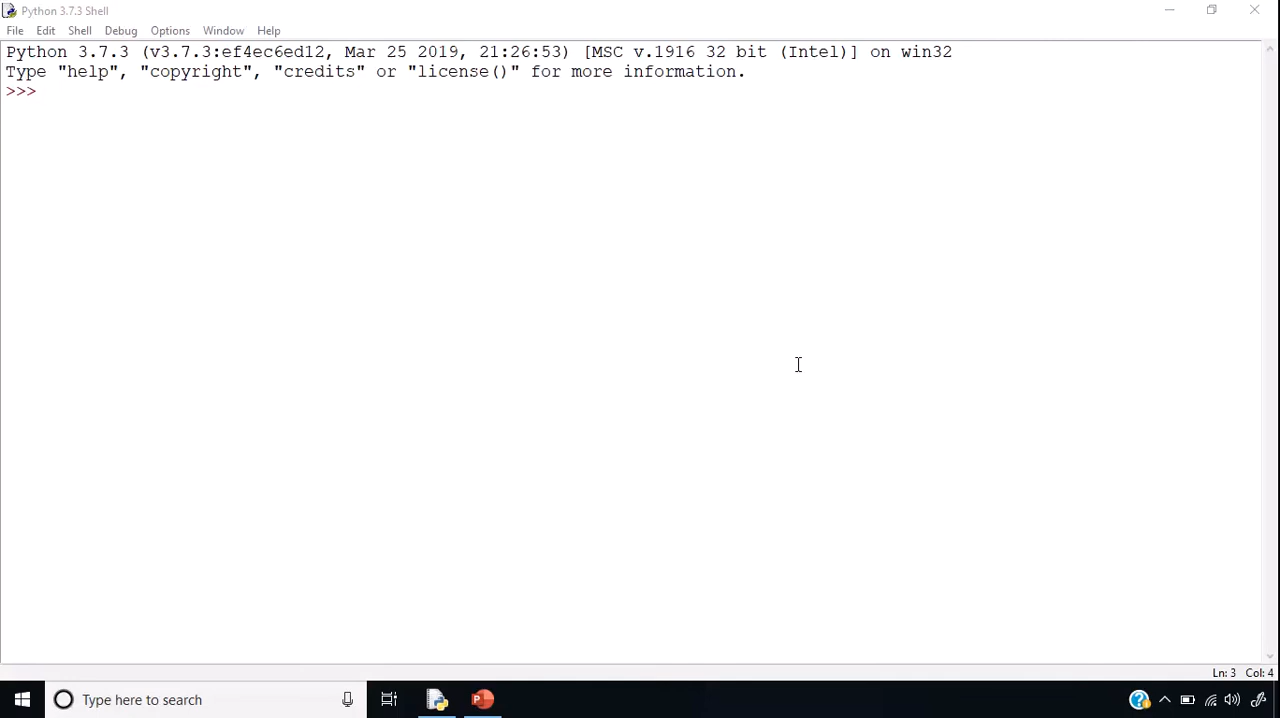 Python 3.7.3 Shell
File Edit Shell Debug Options Window Help
Python 3.7.3 (v3.7.3:ef4ec6ed12, Mar 25 2019, 21:26:53) [MSC v.1916 32 bit (Intel)] on win32
Type "help", "copyright", "credits" or "license()" for more information.
>>>
Ln: 3 Col: 4
Type here to search